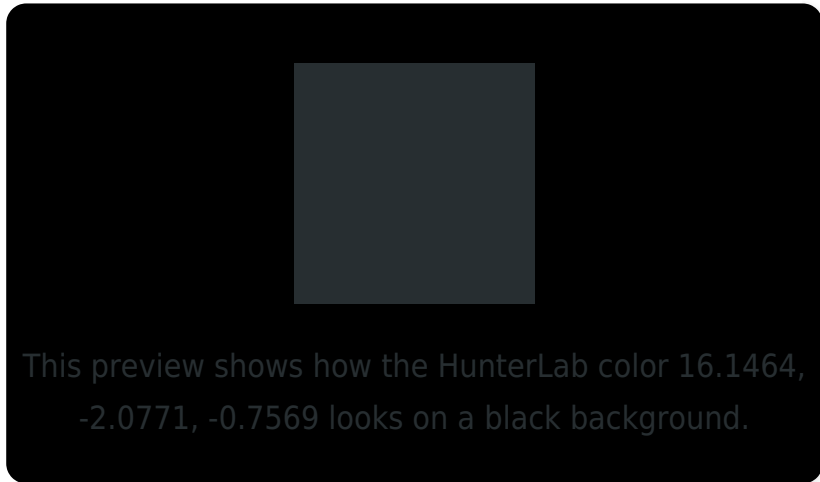 This preview shows how the HunterLab color 16.1464,
-2.0771, -0.7569 looks on a black background.